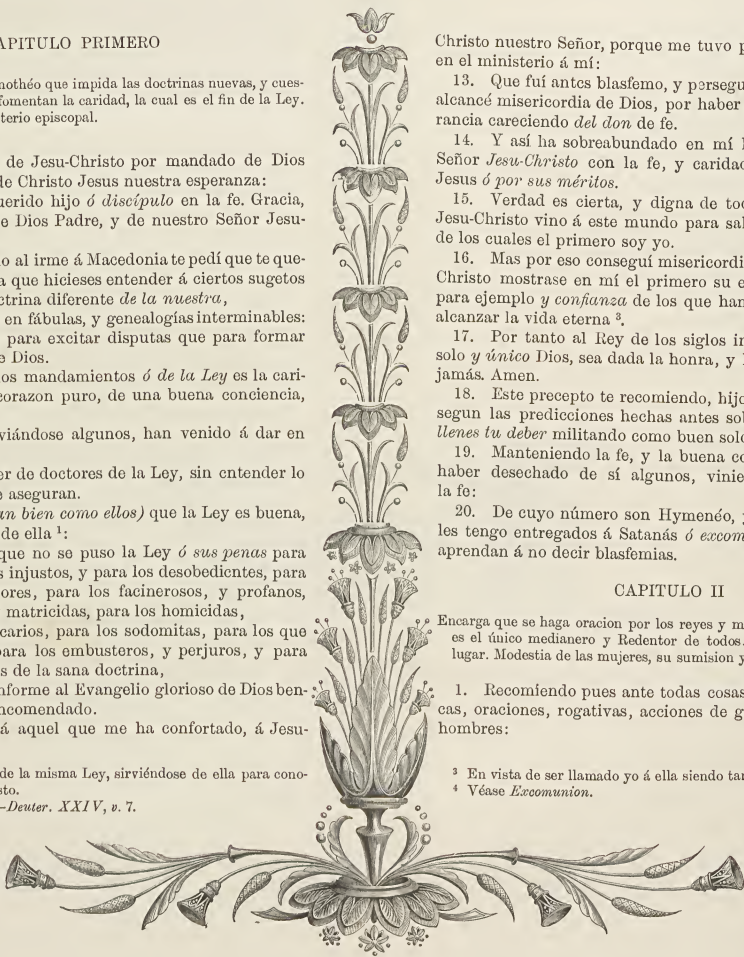 APITULO PRIMERO
nothéo que impida las doctrinas nuevas, y cues-
fomentan la caridad, la cual es el fin de la Ley.
terio episcopal.
de Jesu-Christo por mandado de Dios
de Christo Jesus nuestra esperanza:
uerido hijo ó discípulo en la fe. Gracia,
e Dios Padre, y de nuestro Señor Jesu-
o al irme á Macedonia te pedí que te que-
a que hicieses entender á ciertos sugetos
ctrina diferente de la nuestra,
en fábulas, y genealogías interminables:
para excitar disputas que para formar
e Dios.
os mandamientos ó de la Ley es la cari-
corazon puro, de una buena conciencia,
viándose algunos, han venido á dar en
er de doctores de la Ley, sin entender lo
e aseguran.
an bien como ellos) que la Ley es buena,
de ella ¹:
que no se puso la Ley ó sus penas para
s injustos, y para los desobedientes, para
ores, para los facinerosos, y profanos,
matricidas, para los homicidas,
carios, para los sodomitas, para los que
para los embusteros, y perjuros, y para
s de la sana doctrina,
nforme al Evangelio glorioso de Dios ben-
ncomendado.
á aquel que me ha confortado, á Jesu-
de la misma Ley, sirviéndose de ella para cono-
sto.
—Deuter. XXIV, v. 7.
Christo nuestro Señor, porque me tuvo p
en el ministerio á mí:
13. Que fuí antes blasfemo, y persegu
alcancé misericordia de Dios, por haber
rancia careciendo del don de fe.
14. Y así ha sobreabundado en mí l
Señor Jesu-Christo con la fe, y caridad
Jesus ó por sus méritos.
15. Verdad es cierta, y digna de tod
Jesu-Christo vino á este mundo para sal
de los cuales el primero soy yo.
16. Mas por eso conseguí misericordi
Christo mostrase en mí el primero su e
para ejemplo y confianza de los que han
alcanzar la vida eterna ³.
17. Por tanto al Rey de los siglos in
solo y único Dios, sea dada la honra, y l
jamás. Amen.
18. Este precepto te recomiendo, hijo
segun las predicciones hechas antes sob
llenes tu deber militando como buen sold
19. Manteniendo la fe, y la buena co
haber desechado de sí algunos, vinie
la fe:
20. De cuyo número son Hymenéo, y
les tengo entregados á Satanás ó excom
aprendan á no decir blasfemias.
CAPITULO II
Encarga que se haga oracion por los reyes y m
es el único medianero y Redentor de todos.
lugar. Modestia de las mujeres, su sumision y
1. Recomiendo pues ante todas cosas
cas, oraciones, rogativas, acciones de g
hombres:
³ En vista de ser llamado yo á ella siendo tan
⁴ Véase Excomunion.